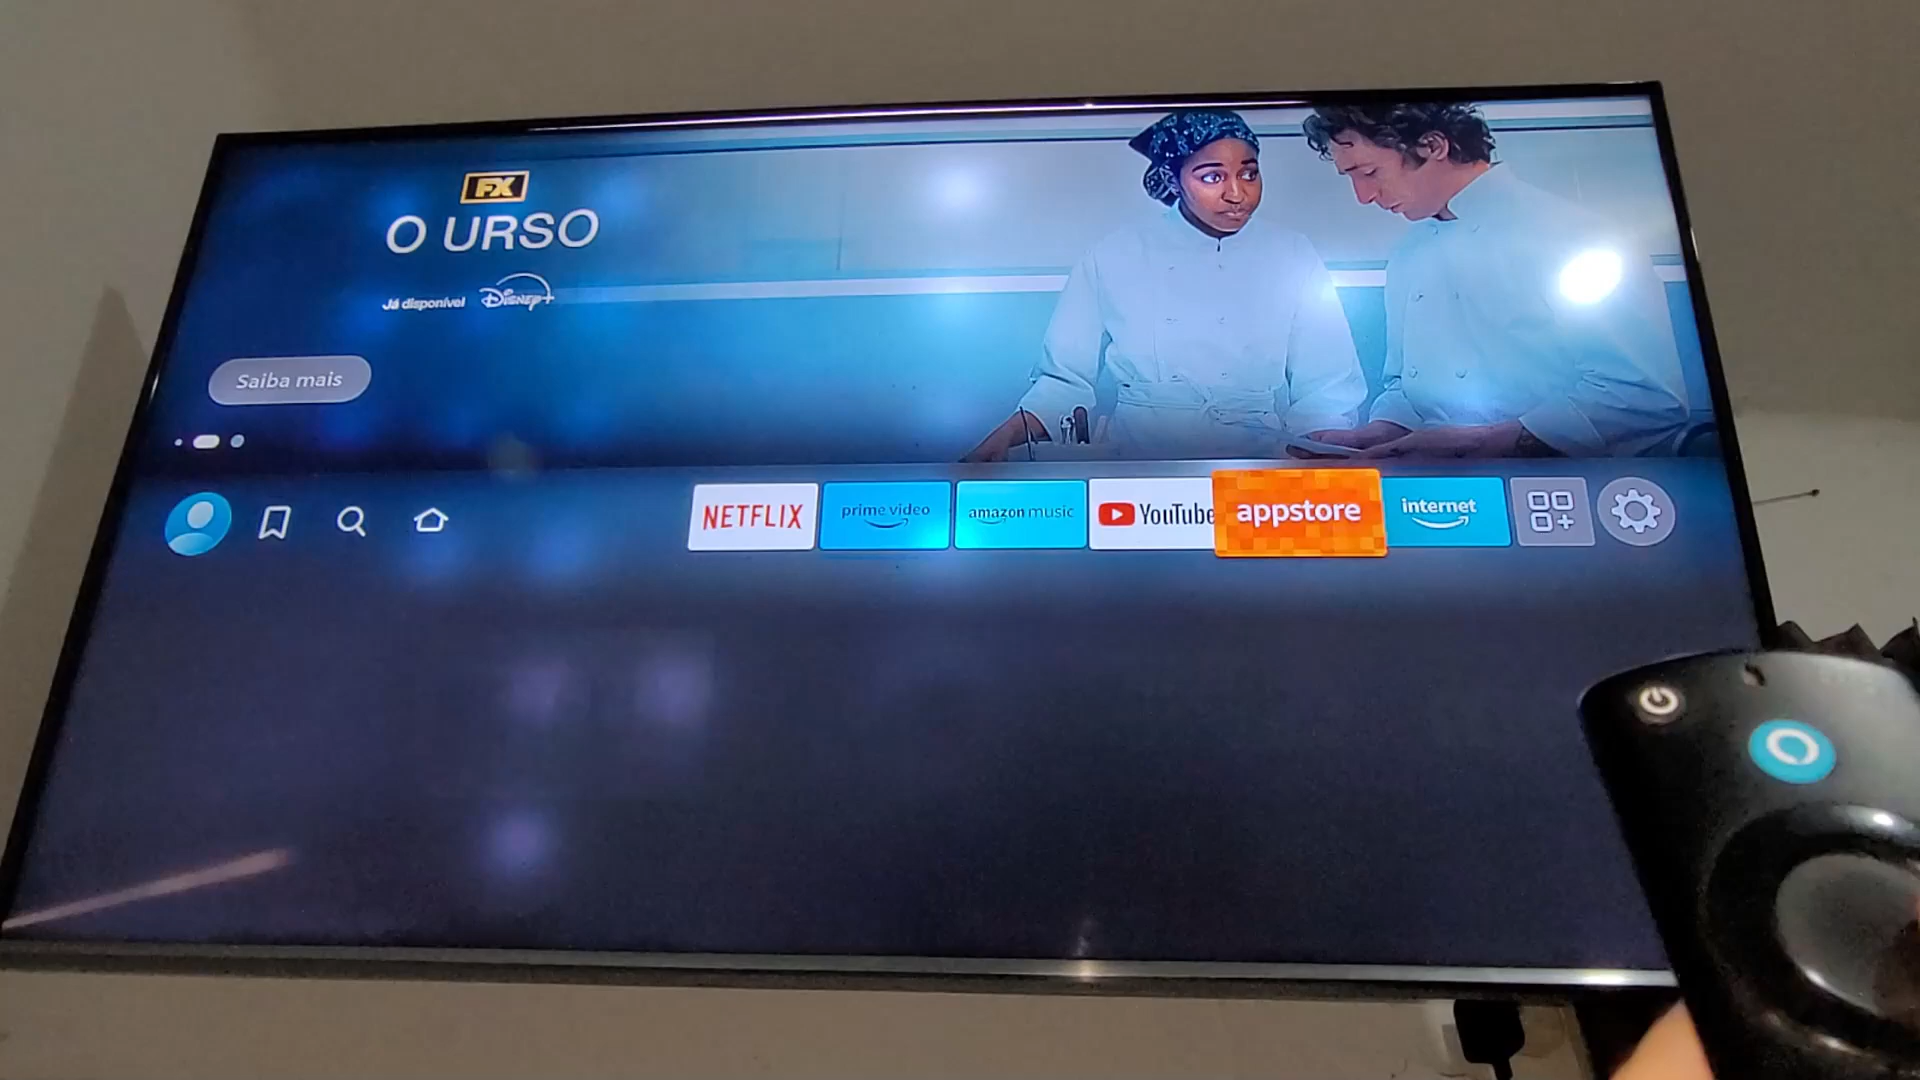 FX
O URSO
Já disponível Disney+
Saiba mais
NETFLIX
prime video
amazon music
YouTube
appstore
internet